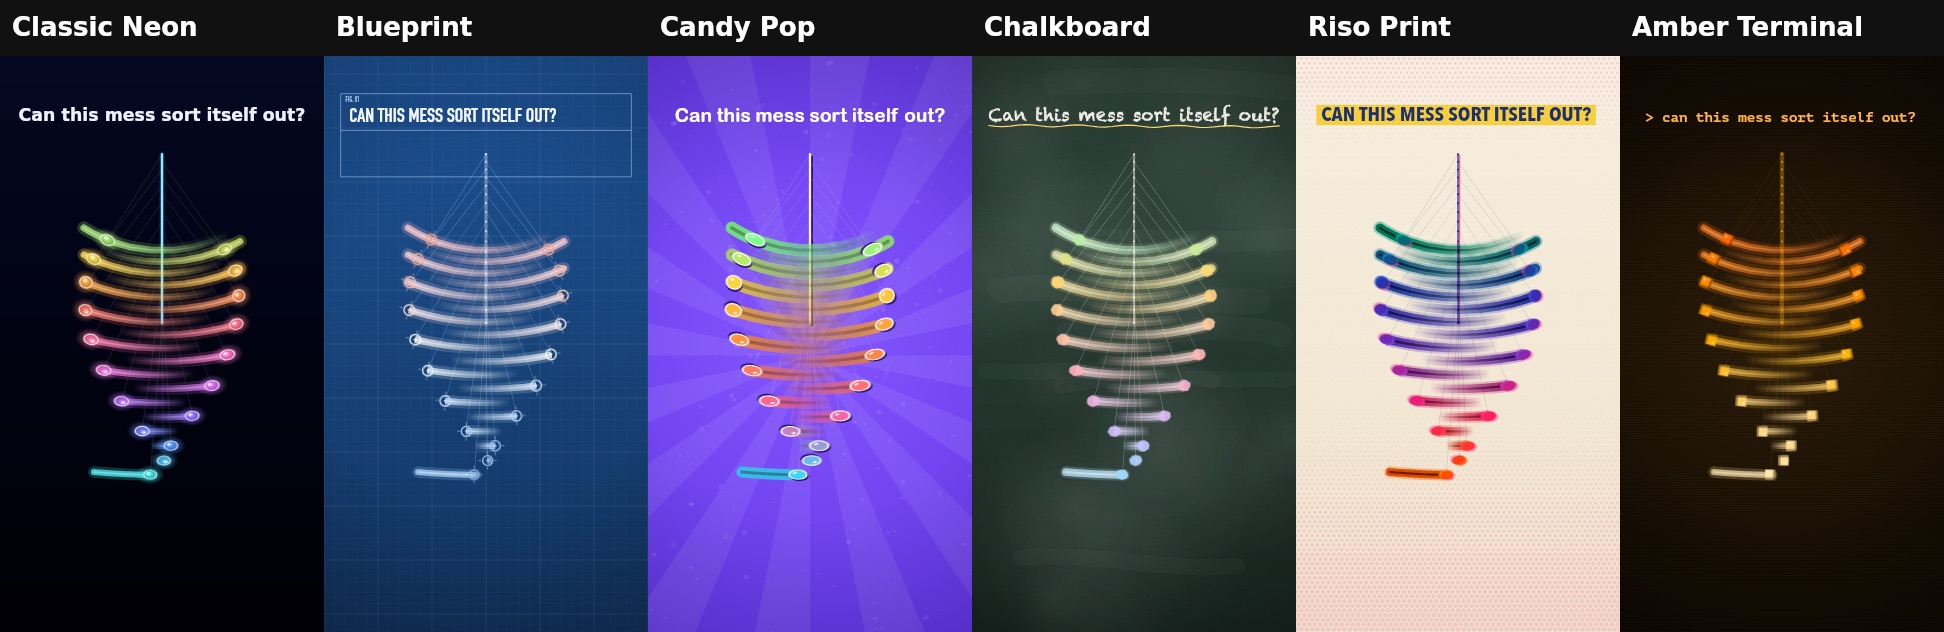 Classic Neon
Blueprint
Candy Pop
Chalkboard
Riso Print
Amber Terminal
Can this mess sort itself out?
FIG. 01
CAN THIS MESS SORT ITSELF OUT?
Can this mess sort itself out?
Can this mess sort itself out?
CAN THIS MESS SORT ITSELF OUT?
> can this mess sort itself out?